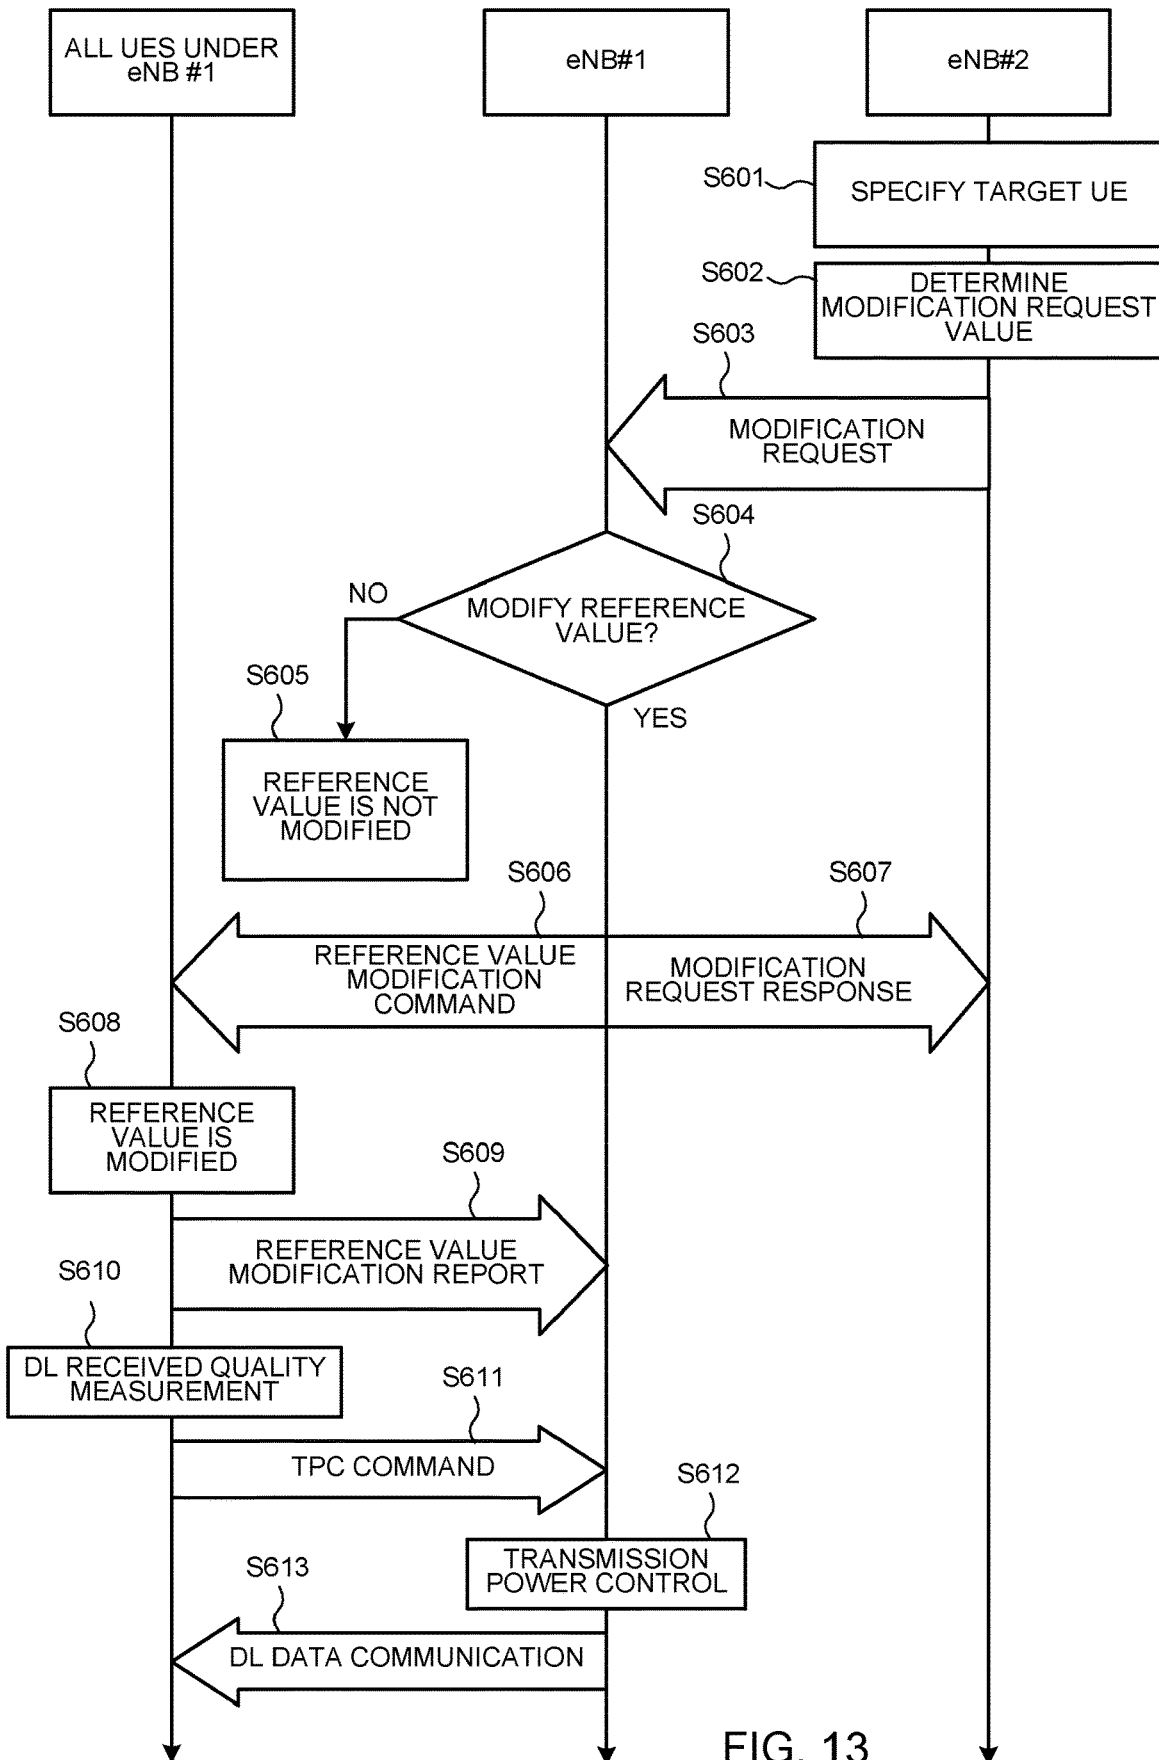 ALL UES UNDER
eNB #1
eNB#1
eNB#2
S601
SPECIFY TARGET UE
S602
DETERMINE
MODIFICATION REQUEST
VALUE
S603
MODIFICATION
REQUEST
S604
NO
MODIFY REFERENCE
VALUE?
S605
YES
REFERENCE
VALUE IS NOT
MODIFIED
S606
S607
REFERENCE VALUE
MODIFICATION
COMMAND
MODIFICATION
REQUEST RESPONSE
S608
REFERENCE
VALUE IS
MODIFIED
S609
REFERENCE VALUE
MODIFICATION REPORT
S610
DL RECEIVED QUALITY
MEASUREMENT
S611
TPC COMMAND
S612
TRANSMISSION
POWER CONTROL
S613
DL DATA COMMUNICATION
FIG. 13